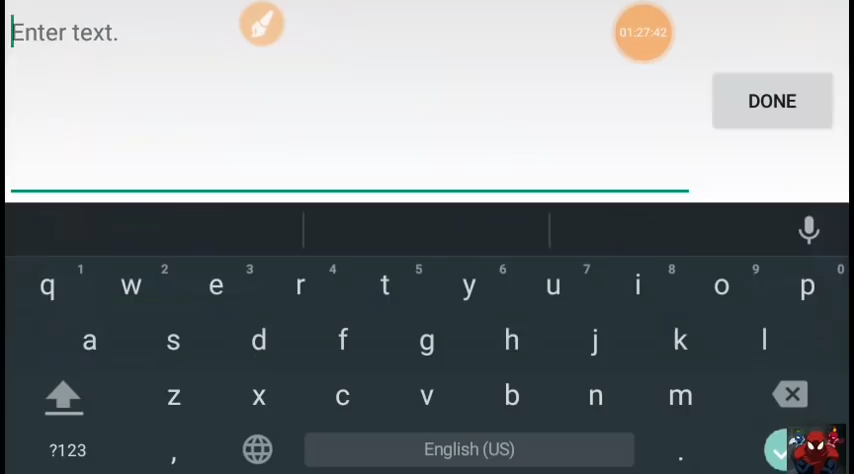 Enter text.
01:27:42
DONE
q 1 w 2 e 3 r 4 t 5 y 6 u 7 i 8 o 9 p 0
a s d f g h j k l
z x c v b n m
?123 , English (US) .